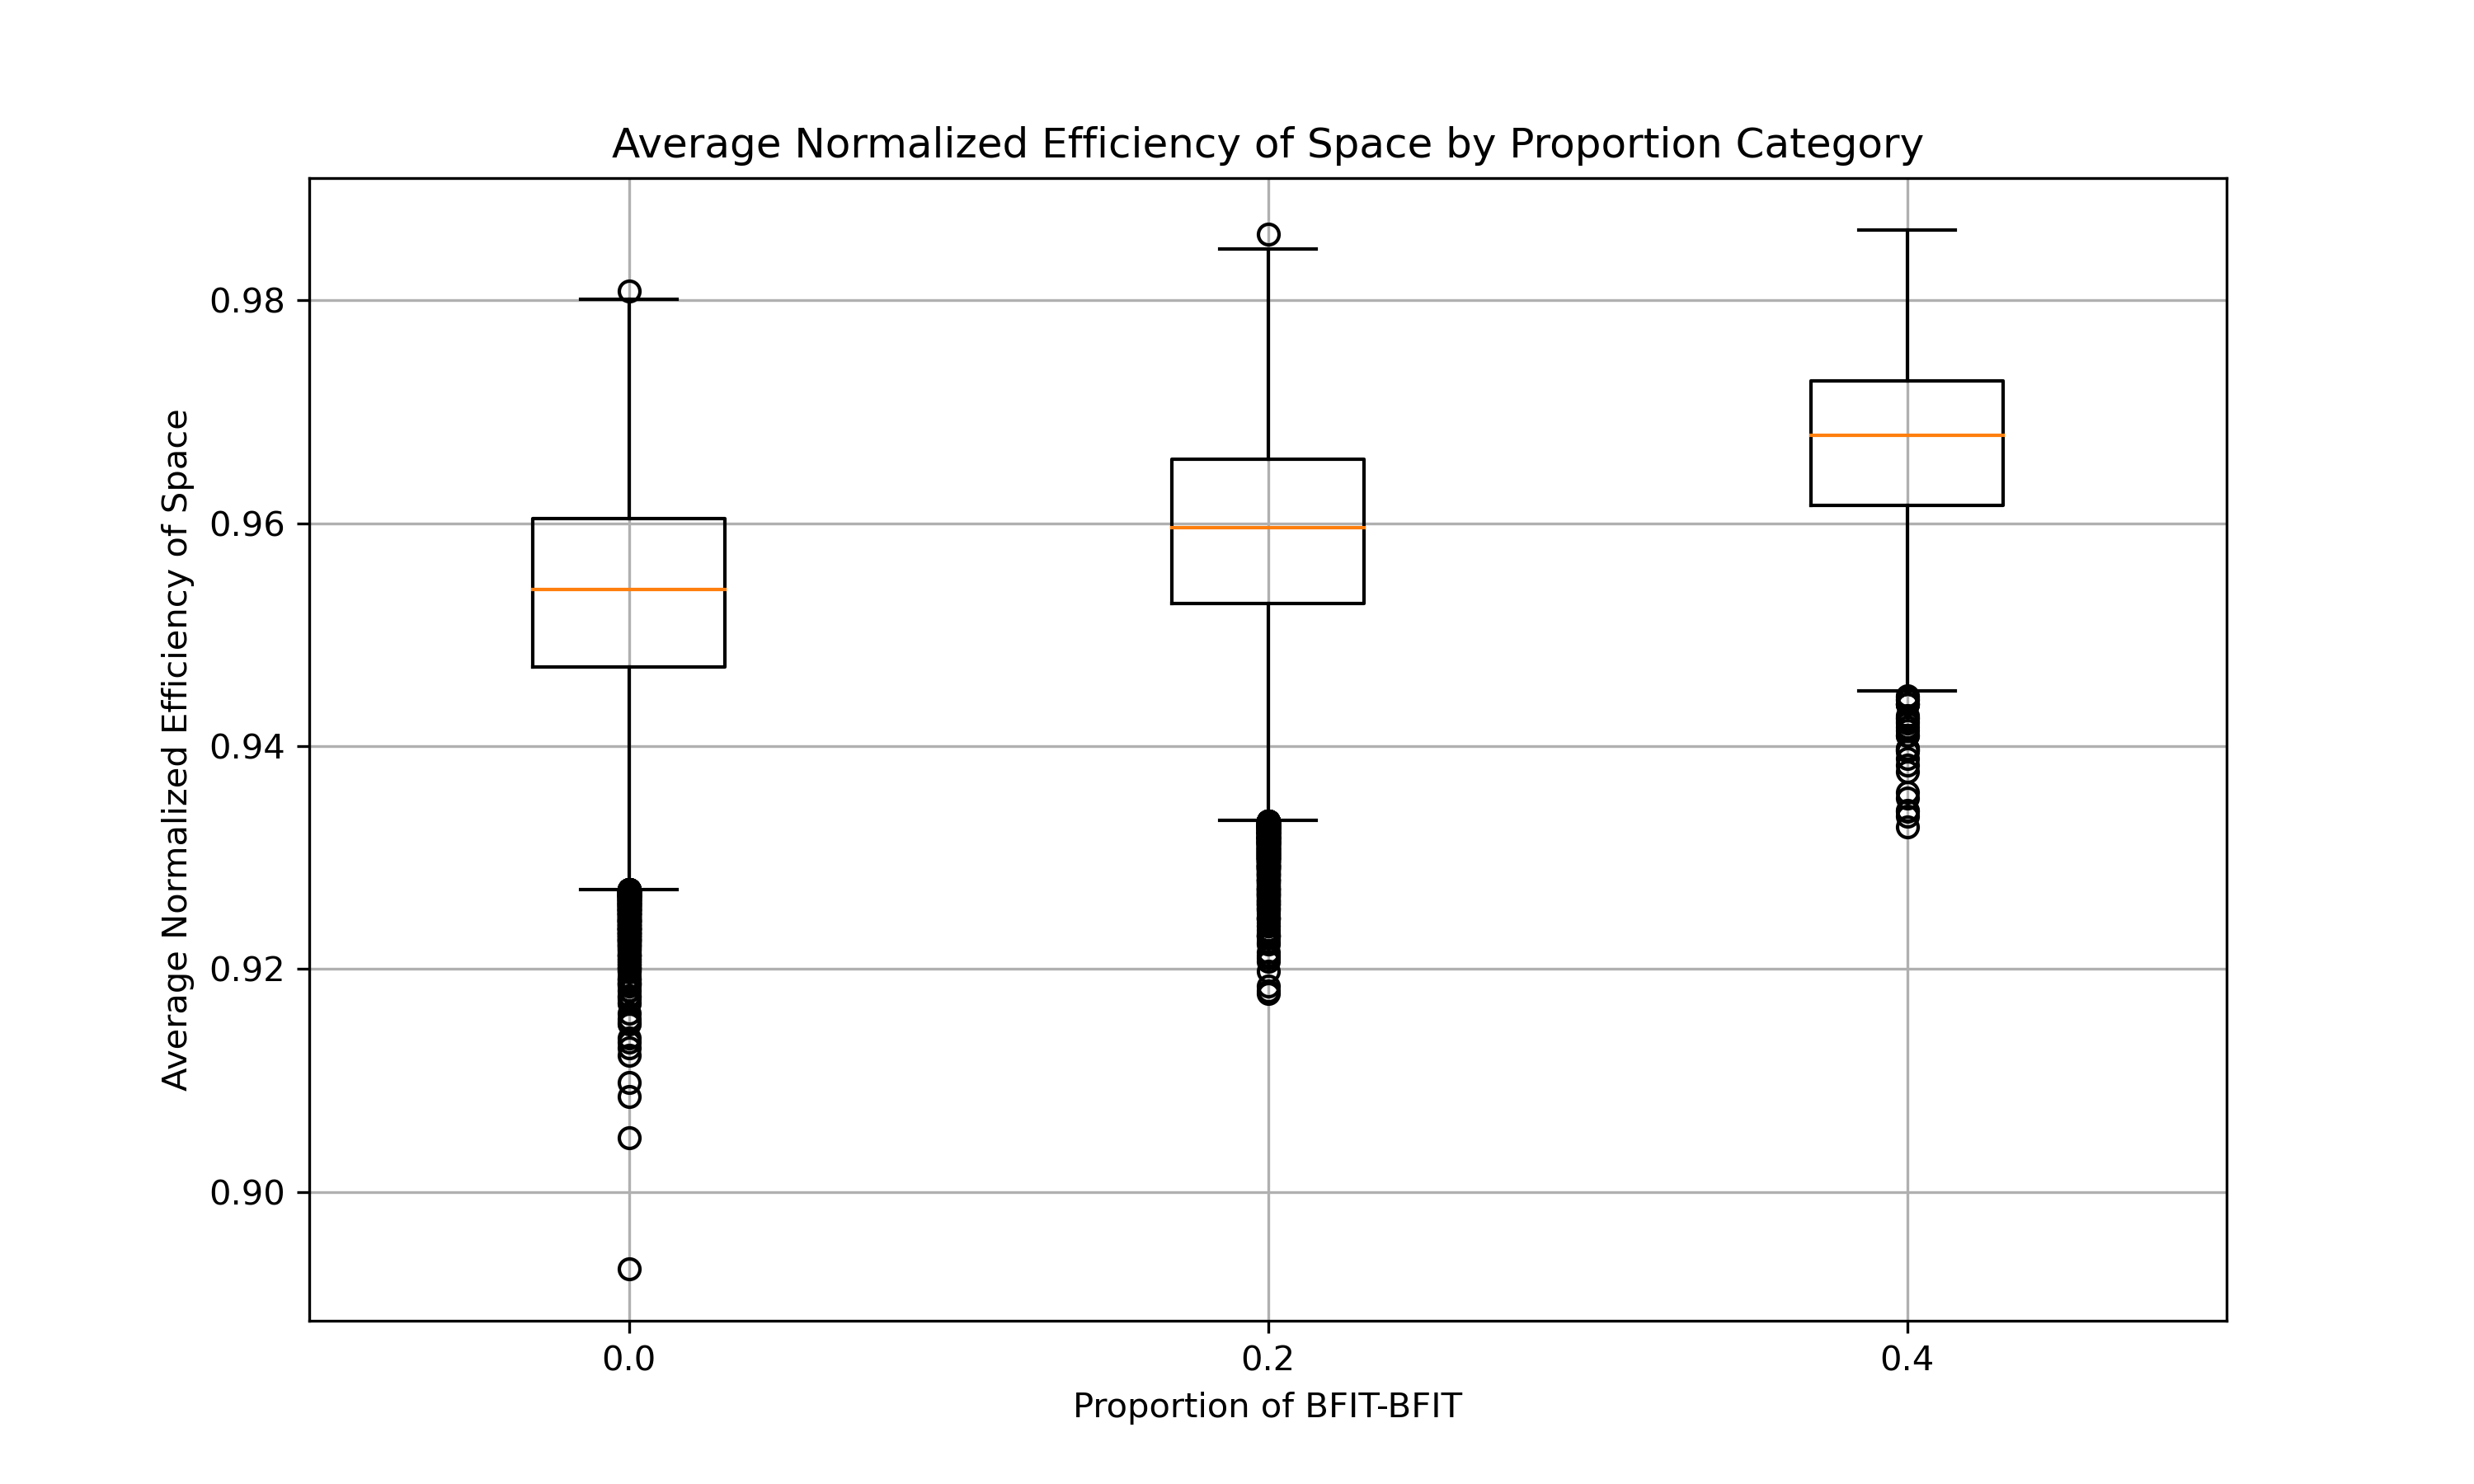 Average Normalized Efficiency of Space by Proportion Category
Average Normalized Efficiency of Space
0.98
0.96
0.94
0.92
0.90
0.0 0.2 0.4
Proportion of BFIT-BFIT